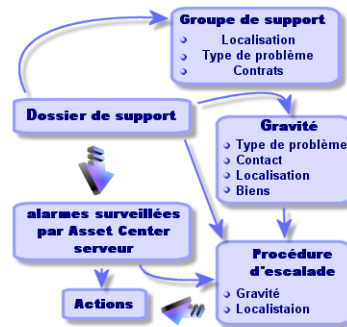 Groupe de support
Localisation
Type de problème
Contrats
Dossier de support
Gravité
Type de problème
Contact
Localisation
Biens
alarmes surveillées
par Asset Center
serveur
Procédure
d'escalade
Gravité
Localistaion
Actions